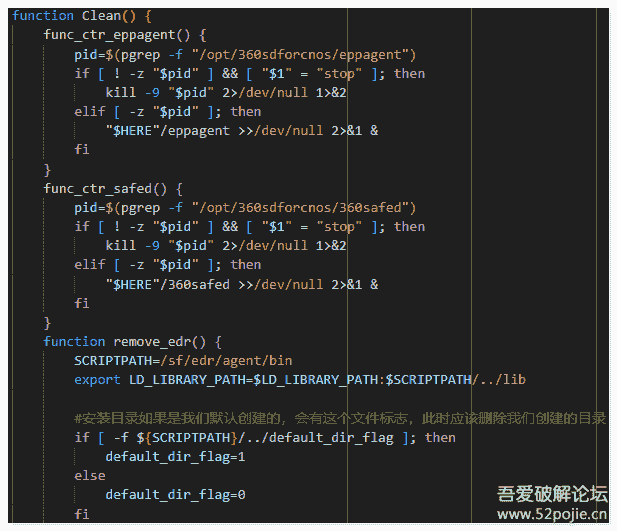 function Clean() {
    func_ctr_eppagent() {
        pid=$(pgrep -f "/opt/360sdforcnos/eppagent")
        if [ ! -z "$pid" ] && [ "$1" = "stop" ]; then
            kill -9 "$pid" 2>/dev/null 1>&2
        elif [ -z "$pid" ]; then
            "$HERE"/eppagent >>/dev/null 2>&1 &
        fi
    }
    func_ctr_safed() {
        pid=$(pgrep -f "/opt/360sdforcnos/360safed")
        if [ ! -z "$pid" ] && [ "$1" = "stop" ]; then
            kill -9 "$pid" 2>/dev/null 1>&2
        elif [ -z "$pid" ]; then
            "$HERE"/360safed >>/dev/null 2>&1 &
        fi
    }
    function remove_edr() {
        SCRIPTPATH=/sf/edr/agent/bin
        export LD_LIBRARY_PATH=$LD_LIBRARY_PATH:$SCRIPTPATH/../lib

        #安装目录如果是我们默认创建的，会有这个文件标志，此时应该删除我们创建的目录
        if [ -f ${SCRIPTPATH}/../default_dir_flag ]; then
            default_dir_flag=1
        else
            default_dir_flag=0
        fi
吾爱破解论坛
www.52pojie.cn